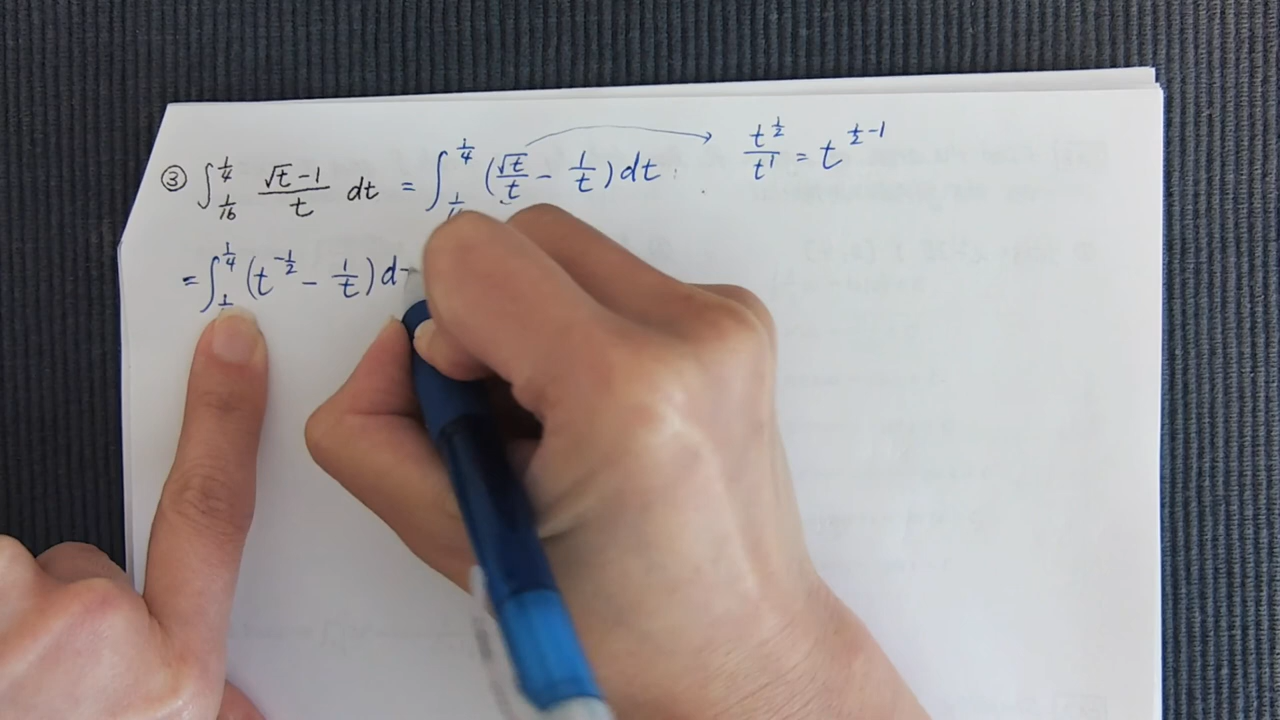 ③ ∫_{1/16}^{1/4} (√t - 1)/t dt = ∫^{1/4} (√t/t - 1/t) dt t^{1/2}/t^1 = t^{1/2-1}
= ∫^{1/4} (t^{-1/2} - 1/t) d